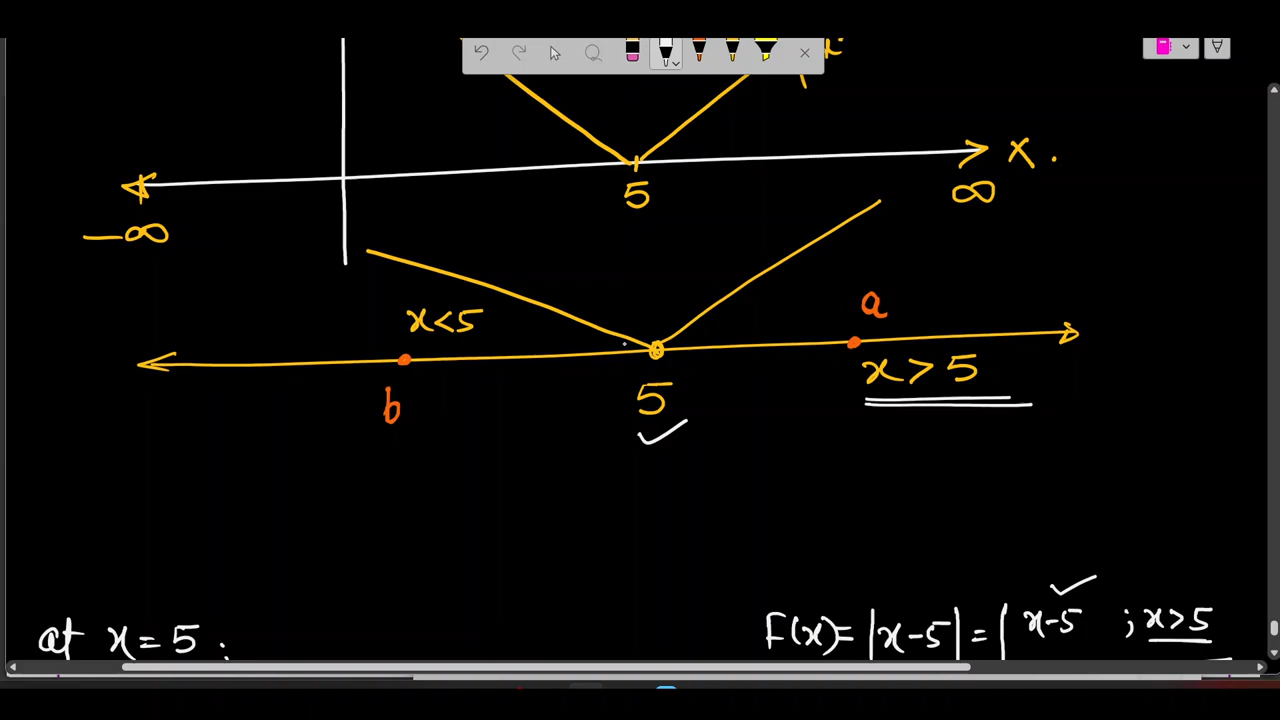 X.
5
∞
-∞
a
x<5
x > 5
5
b
at x = 5 :
F(x)= |x-5| = | x-5 ; x>5